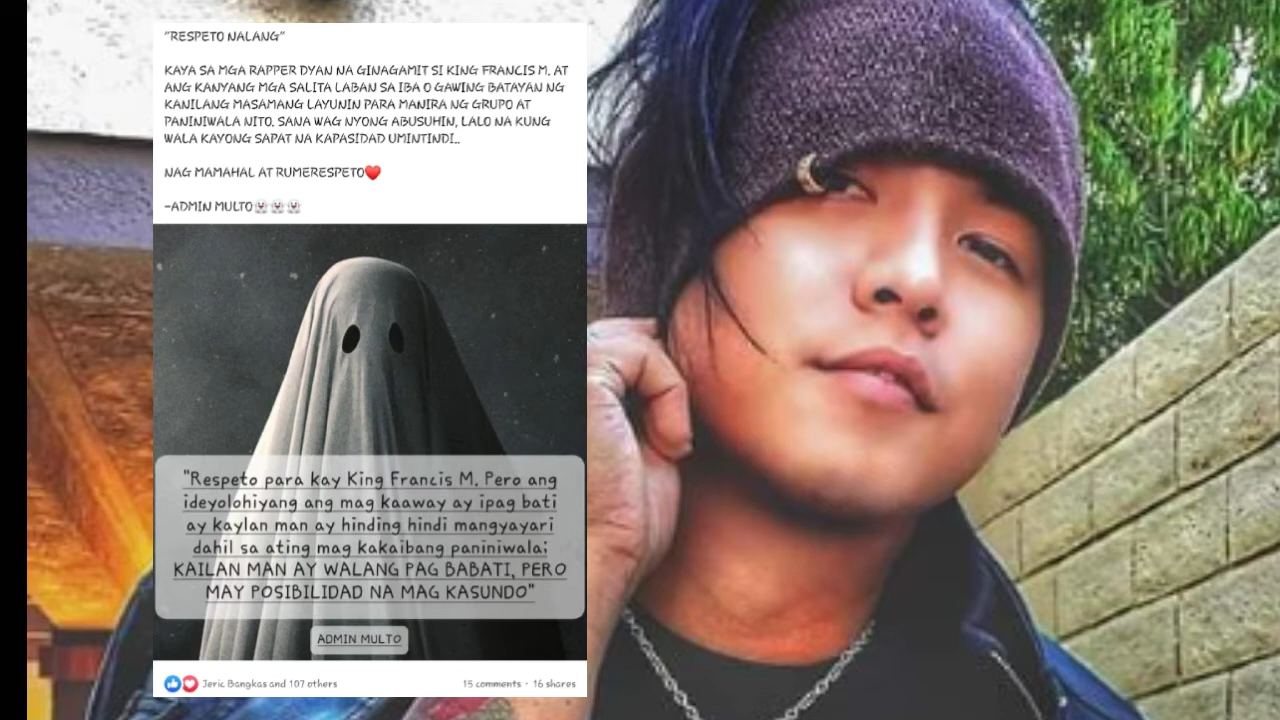 "RESPETO NALANG"
KAYA SA MGA RAPPER DYAN NA GINAGAMIT SI KING FRANCIS M. AT
ANG KANYANG MGA SALITA LABAN SA IBA O GAWING BATAYAN NG
KANILANG MASAMANG LAYUNIN PARA MANIRA NG GRUPO AT
PANINIWALA NITO. SANA WAG NYONG ABUSUHIN, LALO NA KUNG
WALA KAYONG SAPAT NA KAPASIDAD UMINTINDI..
NAG MAMAHAL AT RUMERESPETO❤️
-ADMIN MULTO👻👻👻
"Respeto para kay King Francis M. Pero ang
ideyolohiyang ang mag kaaway ay ipag bati
ay kaylan man ay hinding hindi mangyayari
dahil sa ating mag kakaibang paniniwala;
KAILAN MAN AY WALANG PAG BABATI, PERO
MAY POSIBILIDAD NA MAG KASUNDO"
ADMIN MULTO
Jeric Bangkas and 107 others
15 comments · 16 shares